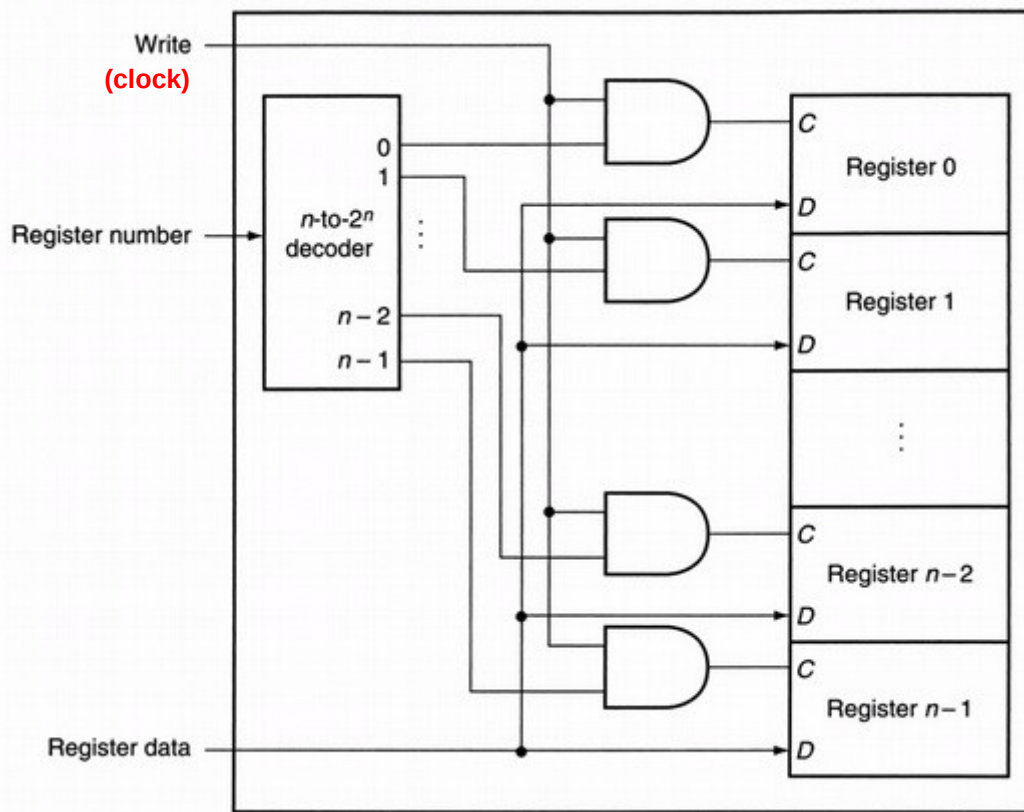 Write
(clock)
0
1
⋮
n-to-2ⁿ
decoder
Register number
n – 2
n – 1
Register data
C
Register 0
D
C
Register 1
D
⋮
C
Register n–2
D
C
Register n–1
D